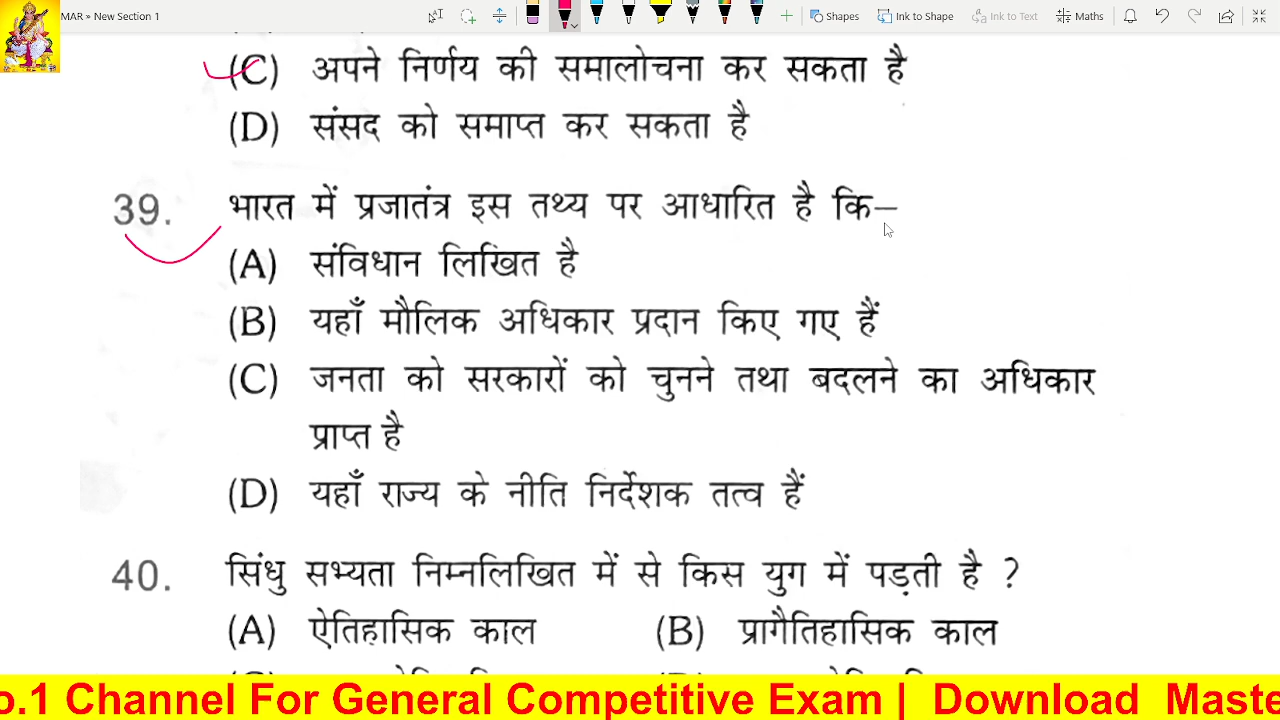 MAR » New Section 1
Shapes
Ink to Shape
Ink to Text
Maths
(C) अपने निर्णय की समालोचना कर सकता है
(D) संसद को समाप्त कर सकता है
39. भारत में प्रजातंत्र इस तथ्य पर आधारित है कि—
(A) संविधान लिखित है
(B) यहाँ मौलिक अधिकार प्रदान किए गए हैं
(C) जनता को सरकारों को चुनने तथा बदलने का अधिकार
प्राप्त है
(D) यहाँ राज्य के नीति निर्देशक तत्व हैं
40. सिंधु सभ्यता निम्नलिखित में से किस युग में पड़ती है ?
(A) ऐतिहासिक काल (B) प्रागैतिहासिक काल
o.1 Channel For General Competitive Exam | Download Maste